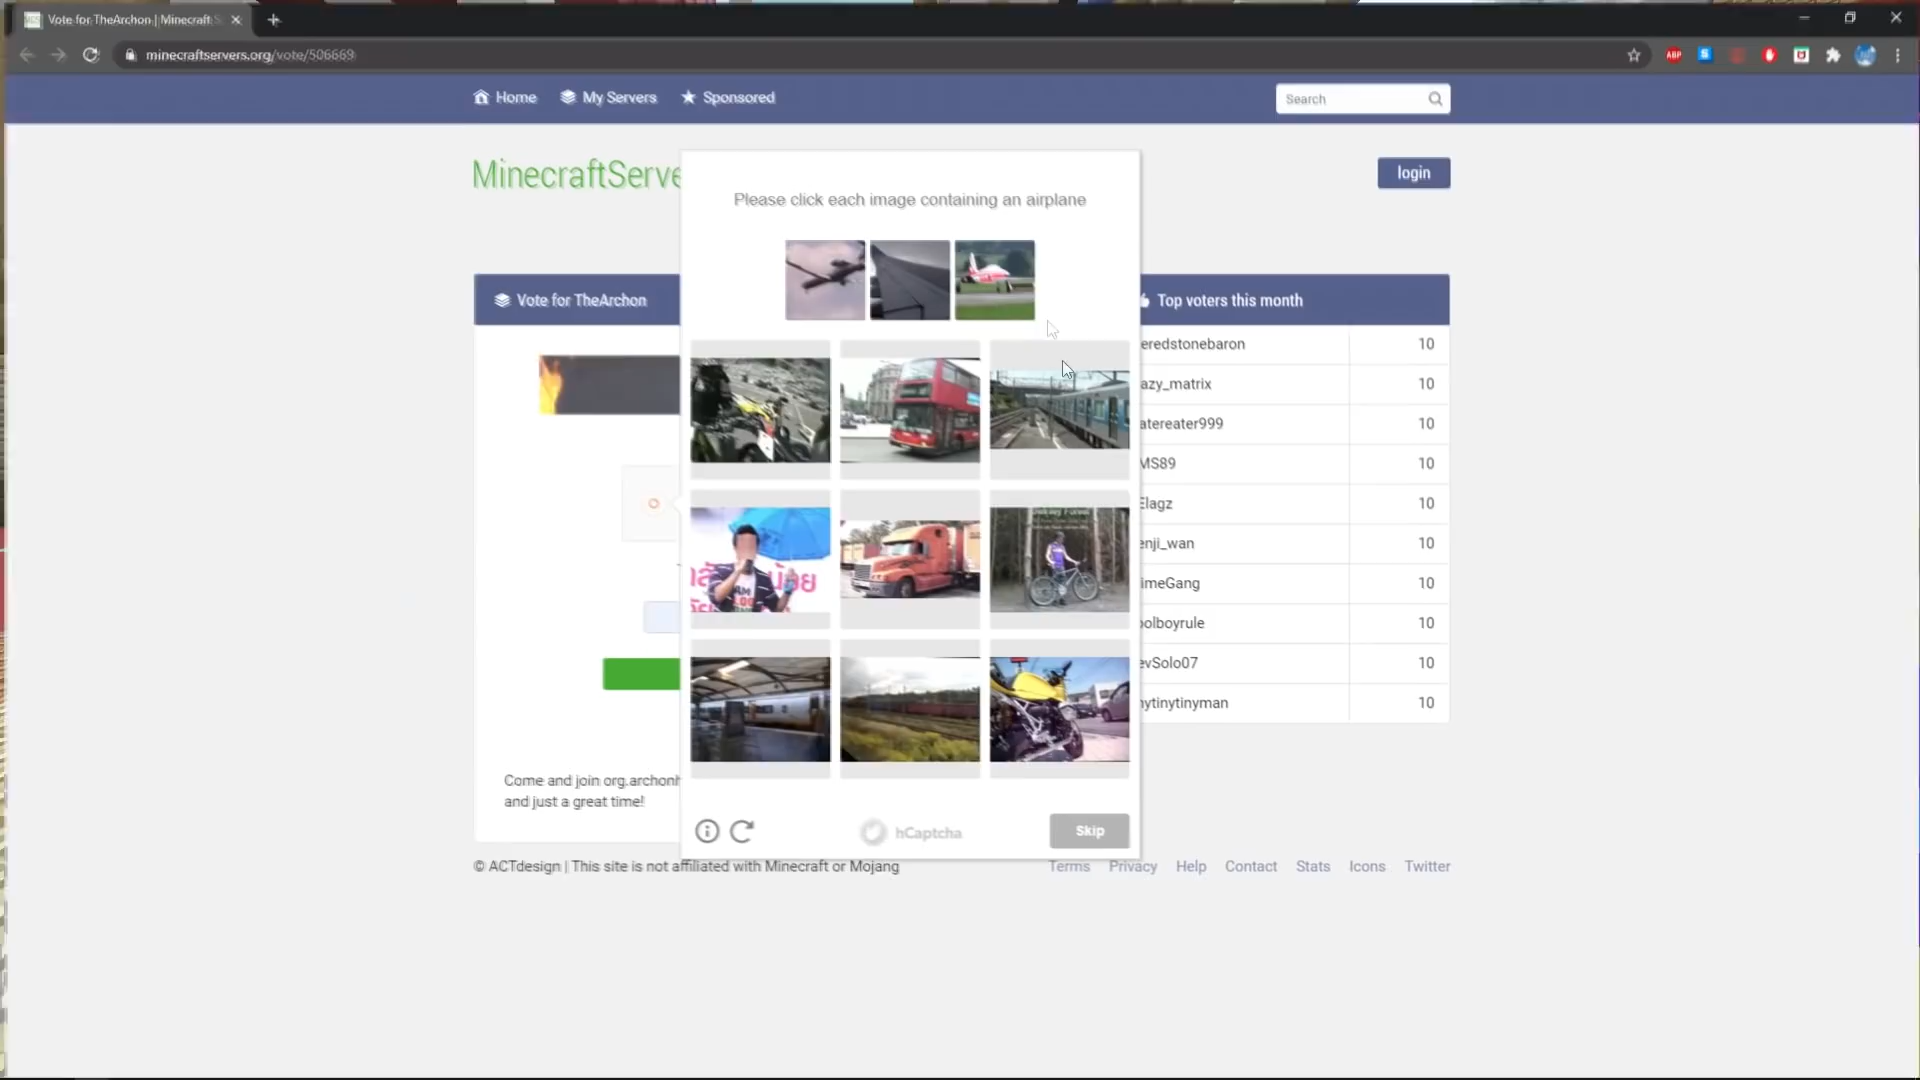 Vote for TheArchon | Minecraft S
minecraftservers.org/vote/506669
ABP
Home
My Servers
Sponsored
Search
MinecraftServe
login
Please click each image containing an airplane
Vote for TheArchon
Top voters this month
eredstonebaron 10
azy_matrix 10
atereater999 10
MS89 10
Elagz 10
enji_wan 10
imeGang 10
oolboyrule 10
evSolo07 10
nytinytinyman 10
Come and join org.archonh
and just a great time!
hCaptcha
Skip
© ACTdesign | This site is not affiliated with Minecraft or Mojang
Terms
Privacy
Help
Contact
Stats
Icons
Twitter